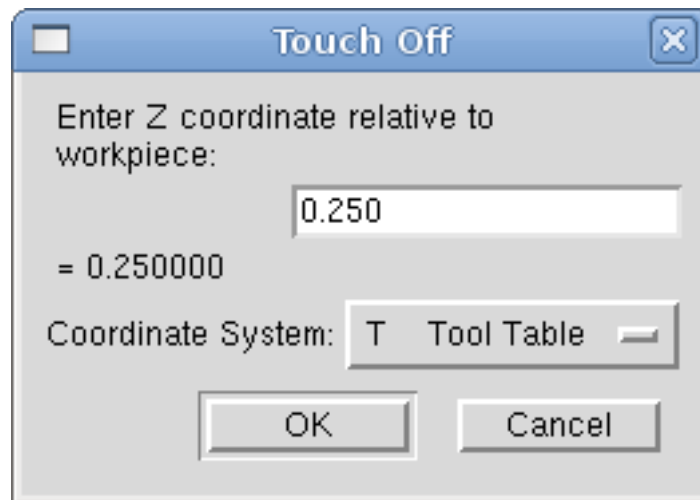 Touch Off
Enter Z coordinate relative to
workpiece:
0.250
= 0.250000
Coordinate System: T Tool Table
OK Cancel